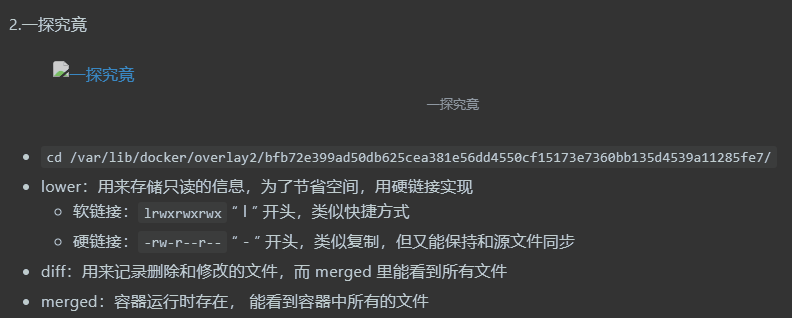 2.一探究竟
一探究竟
一探究竟
cd /var/lib/docker/overlay2/bfb72e399ad50db625cea381e56dd4550cf15173e7360bb135d4539a11285fe7/
lower：用来存储只读的信息，为了节省空间，用硬链接实现
软链接：lrwxrwxrwx “ l ” 开头，类似快捷方式
硬链接：-rw-r--r-- “ - ” 开头，类似复制，但又能保持和源文件同步
diff：用来记录删除和修改的文件，而 merged 里能看到所有文件
merged：容器运行时存在， 能看到容器中所有的文件